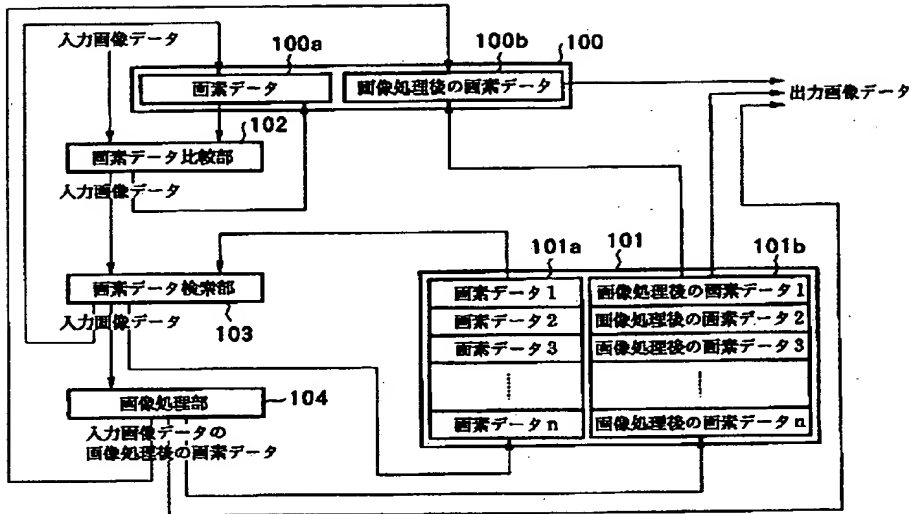 入力画像データ
100a
100b
100
画素データ
画像処理後の画素データ
出力画像データ
102
画素データ比較部
入力画像データ
101a
101
101b
画素データ検索部
入力画像データ
103
画素データ1
画像処理後の画素データ1
画素データ2
画像処理後の画素データ2
画素データ3
画像処理後の画素データ3
画像処理部
104
入力画像データの
画像処理後の画素データ
画素データn
画像処理後の画素データn